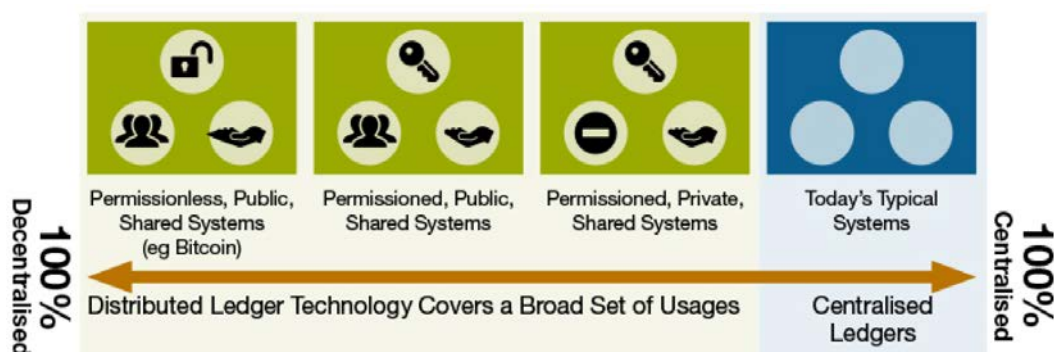 Permissionless, Public,
Shared Systems
(eg Bitcoin)
Permissioned, Public,
Shared Systems
Permissioned, Private,
Shared Systems
Today's Typical
Systems
100%
Decentralised
100%
Centralised
Distributed Ledger Technology Covers a Broad Set of Usages
Centralised
Ledgers